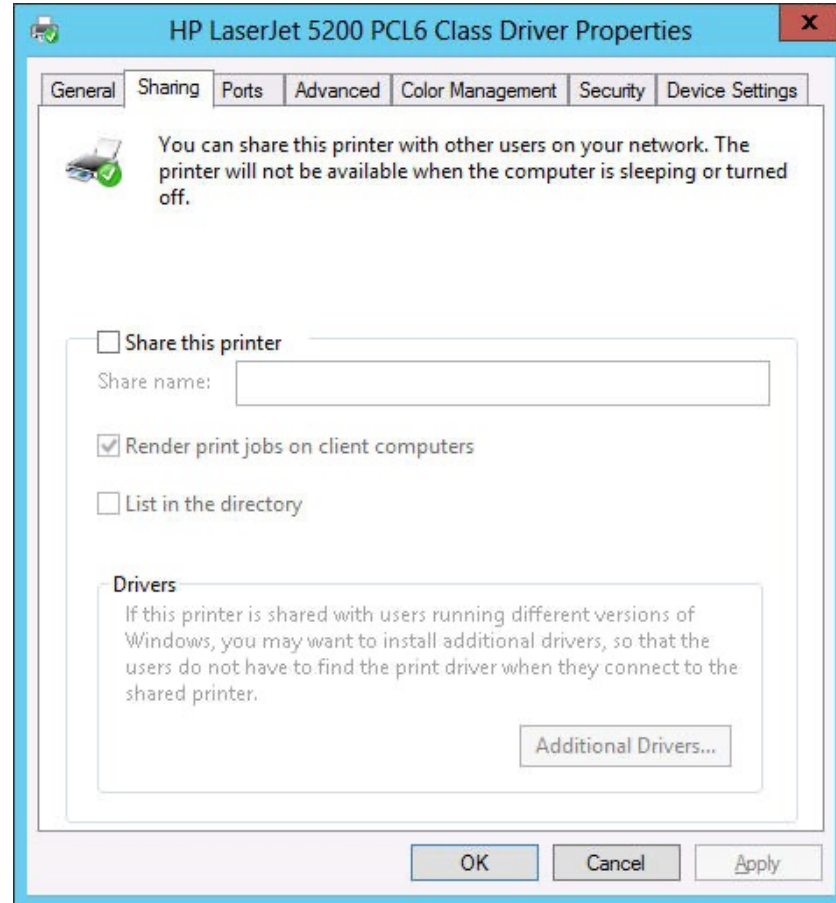 HP LaserJet 5200 PCL6 Class Driver Properties
x
General Sharing Ports Advanced Color Management Security Device Settings
You can share this printer with other users on your network. The
printer will not be available when the computer is sleeping or turned
off.
Share this printer
Share name:
Render print jobs on client computers
List in the directory
Drivers
If this printer is shared with users running different versions of
Windows, you may want to install additional drivers, so that the
users do not have to find the print driver when they connect to the
shared printer.
Additional Drivers...
OK Cancel Apply